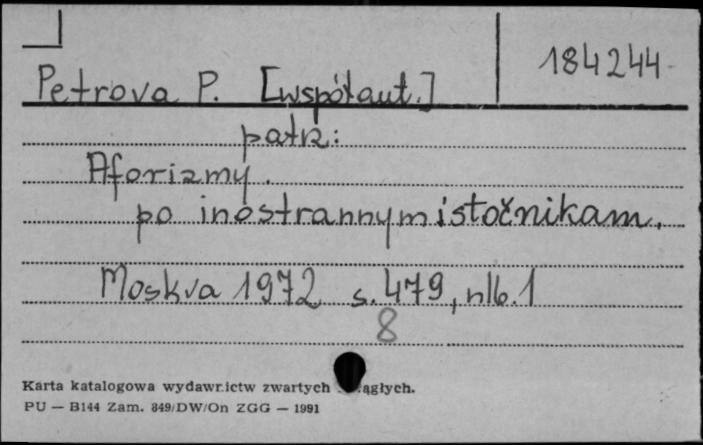 184244
Petrova P. [współaut.]
patrz:
Aforizmy.
po inostrannym istočnikam.
Moskva 1972 s. 479, nlb. 1
8
Karta katalogowa wydawnictw zwartych ągłych.
PU — B144 Zam. 849/DW/On ZGG — 1991